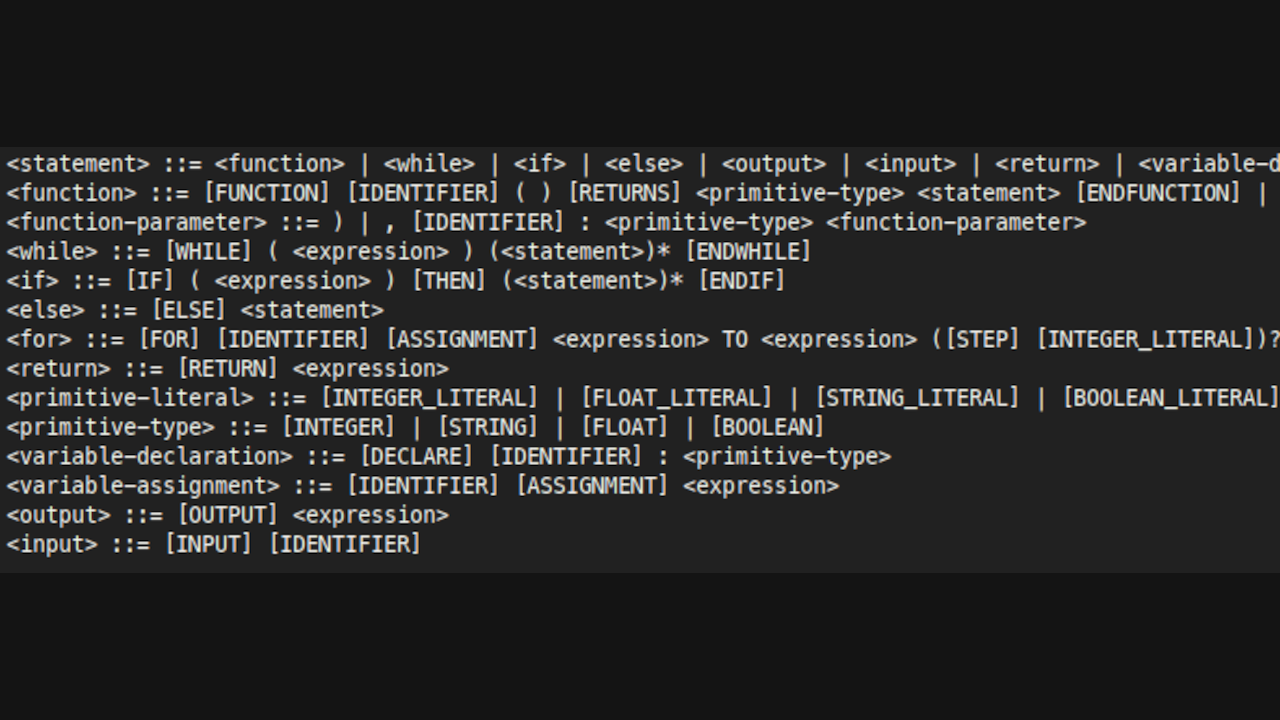 <statement> ::= <function> | <while> | <if> | <else> | <output> | <input> | <return> | <variable-d
<function> ::= [FUNCTION] [IDENTIFIER] ( ) [RETURNS] <primitive-type> <statement> [ENDFUNCTION] |
<function-parameter> ::= ) | , [IDENTIFIER] : <primitive-type> <function-parameter>
<while> ::= [WHILE] ( <expression> ) (<statement>)* [ENDWHILE]
<if> ::= [IF] ( <expression> ) [THEN] (<statement>)* [ENDIF]
<else> ::= [ELSE] <statement>
<for> ::= [FOR] [IDENTIFIER] [ASSIGNMENT] <expression> TO <expression> ([STEP] [INTEGER_LITERAL])?
<return> ::= [RETURN] <expression>
<primitive-literal> ::= [INTEGER_LITERAL] | [FLOAT_LITERAL] | [STRING_LITERAL] | [BOOLEAN_LITERAL]
<primitive-type> ::= [INTEGER] | [STRING] | [FLOAT] | [BOOLEAN]
<variable-declaration> ::= [DECLARE] [IDENTIFIER] : <primitive-type>
<variable-assignment> ::= [IDENTIFIER] [ASSIGNMENT] <expression>
<output> ::= [OUTPUT] <expression>
<input> ::= [INPUT] [IDENTIFIER]